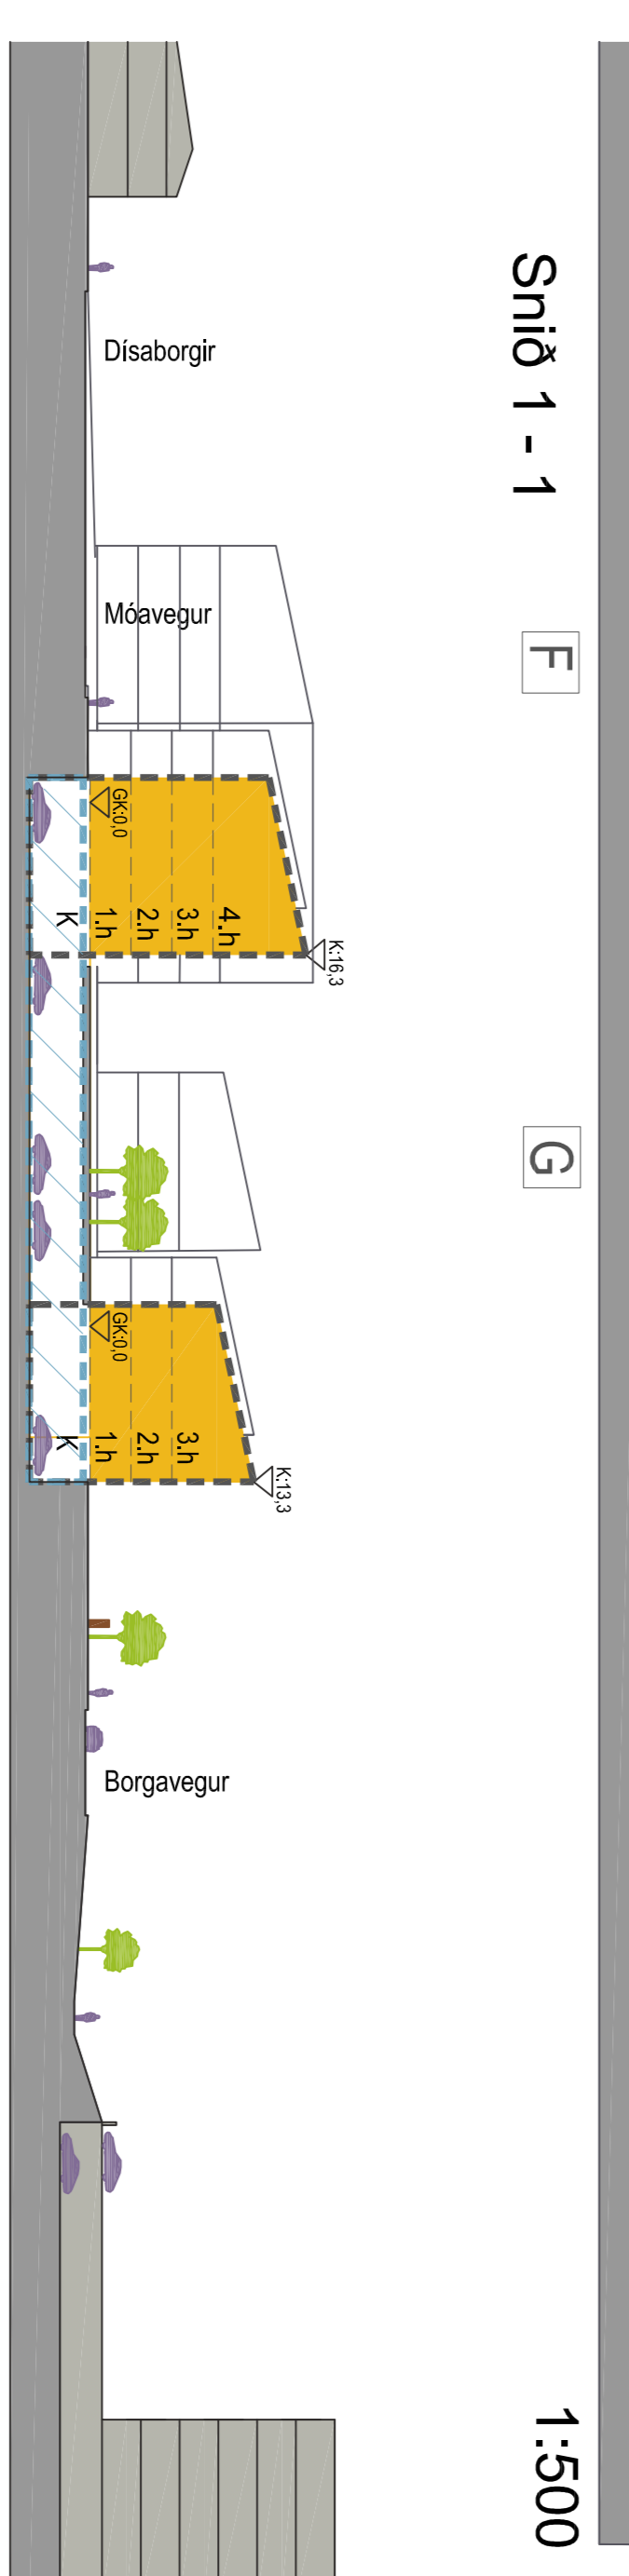 Snið 1 - 1
1:500
F
G
Dísaborgir
Móavegur
K:16,3
4.h
3.h
2.h
1.h
K
GK:0,0
K:13,3
3.h
2.h
1.h
K
GK:0,0
Borgavegur